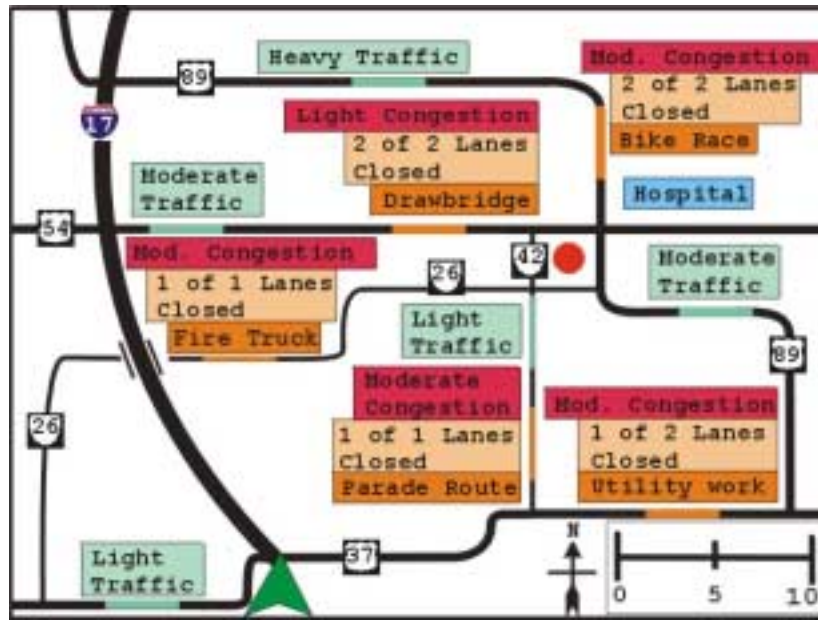 Heavy Traffic
89
Mod. Congestion
2 of 2 Lanes
Closed
Bike Race
17
Light Congestion
2 of 2 Lanes
Closed
Drawbridge
Moderate
Traffic
Hospital
54
Mod. Congestion
1 of 1 Lanes
Closed
Fire Truck
26
42
Moderate
Traffic
Light
Traffic
89
Moderate
Congestion
1 of 1 Lanes
Closed
Parade Route
Mod. Congestion
1 of 2 Lanes
Closed
Utility work
26
Light
Traffic
37
N
0 5 10